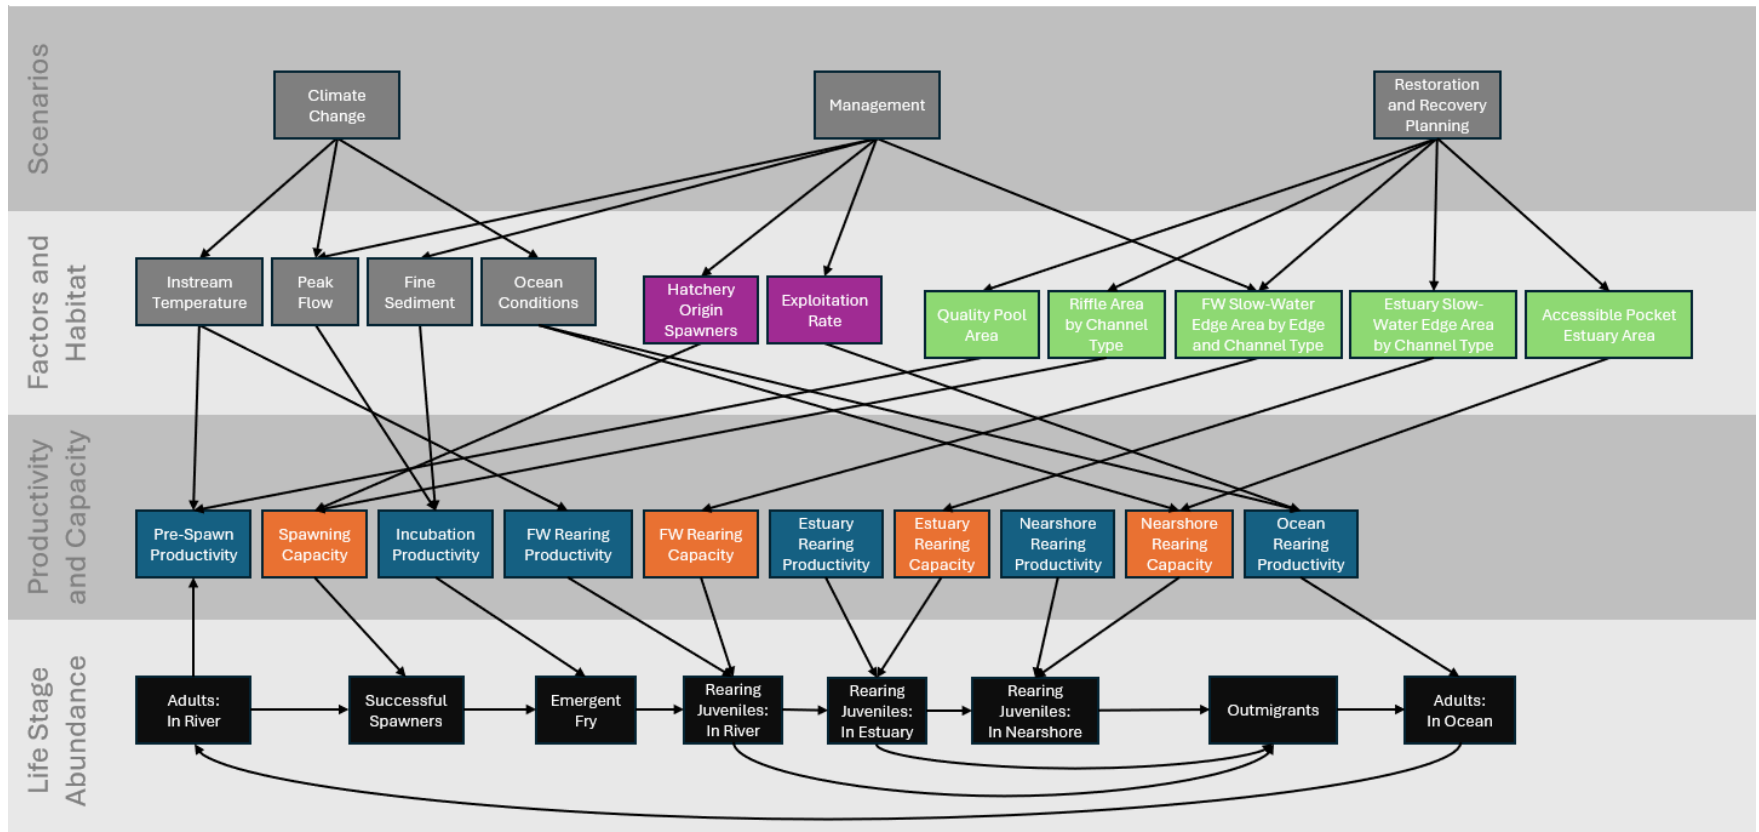 Scenarios
Climate
Change
Management
Restoration
and Recovery
Planning
Factors and
Habitat
Instream
Temperature
Peak
Flow
Fine
Sediment
Ocean
Conditions
Hatchery
Origin
Spawners
Exploitation
Rate
Quality Pool
Area
Riffle Area
by Channel
Type
FW Slow-Water
Edge Area by Edge
and Channel Type
Estuary Slow-
Water Edge Area
by Channel Type
Accessible Pocket
Estuary Area
Productivity
and Capacity
Pre-Spawn
Productivity
Spawning
Capacity
Incubation
Productivity
FW Rearing
Productivity
FW Rearing
Capacity
Estuary
Rearing
Productivity
Estuary
Rearing
Capacity
Nearshore
Rearing
Productivity
Nearshore
Rearing
Capacity
Ocean
Rearing
Productivity
Life Stage
Abundance
Adults:
In River
Successful
Spawners
Emergent
Fry
Rearing
Juveniles:
In River
Rearing
Juveniles:
In Estuary
Rearing
Juveniles:
In Nearshore
Outmigrants
Adults:
In Ocean